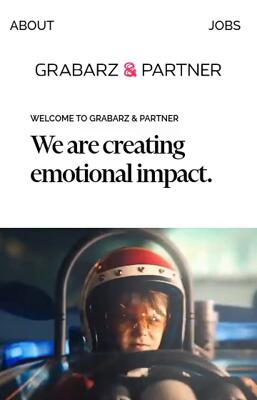 ABOUT
JOBS
GRABARZ & PARTNER
WELCOME TO GRABARZ & PARTNER
We are creating
emotional impact.